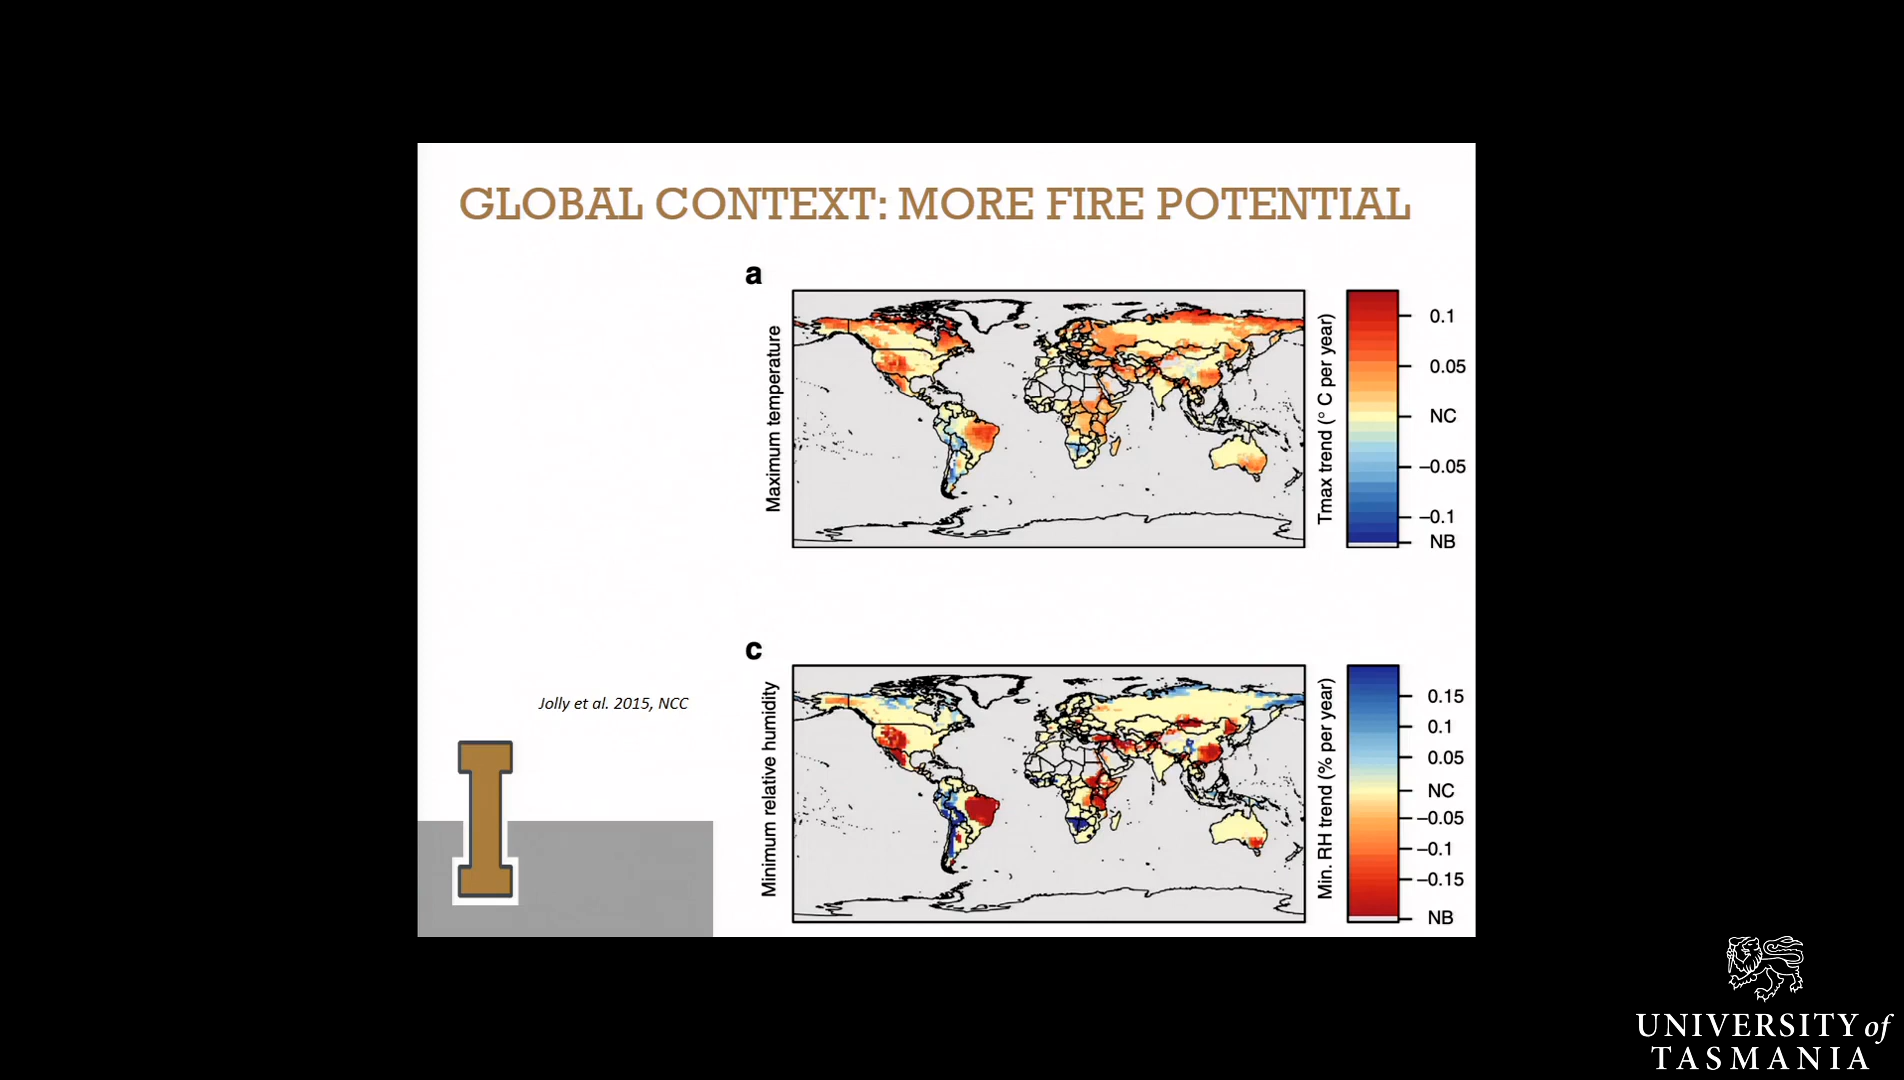 GLOBAL CONTEXT: MORE FIRE POTENTIAL
a
Maximum temperature
Tmax trend (° C per year)
0.1
0.05
NC
−0.05
−0.1
NB
c
Minimum relative humidity
Min. RH trend (% per year)
0.15
0.1
0.05
NC
−0.05
−0.1
−0.15
NB
Jolly et al. 2015, NCC
I
UNIVERSITY of
TASMANIA